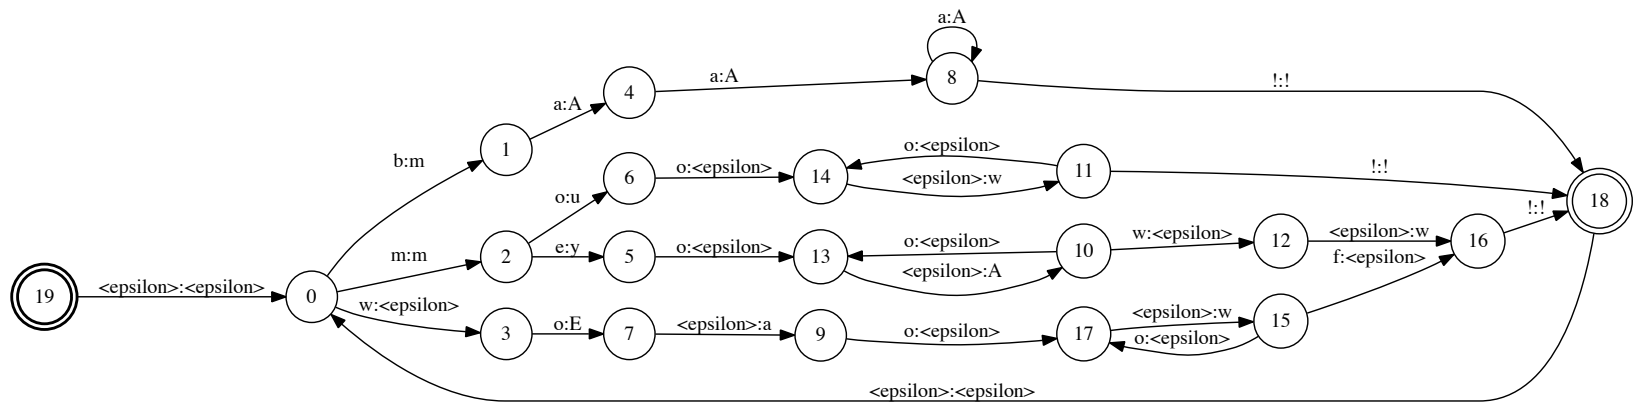 a:A
8
!:!
a:A
4
a:A
1
b:m
o:<epsilon>
o:<epsilon>
11
!:!
6
14
<epsilon>:w
o:u
18
!:!
m:m
2
e:y
5
o:<epsilon>
13
o:<epsilon>
<epsilon>:A
10
w:<epsilon>
12
<epsilon>:w
16
f:<epsilon>
19
<epsilon>:<epsilon>
0
w:<epsilon>
3
o:E
7
<epsilon>:a
9
o:<epsilon>
17
<epsilon>:w
o:<epsilon>
15
<epsilon>:<epsilon>